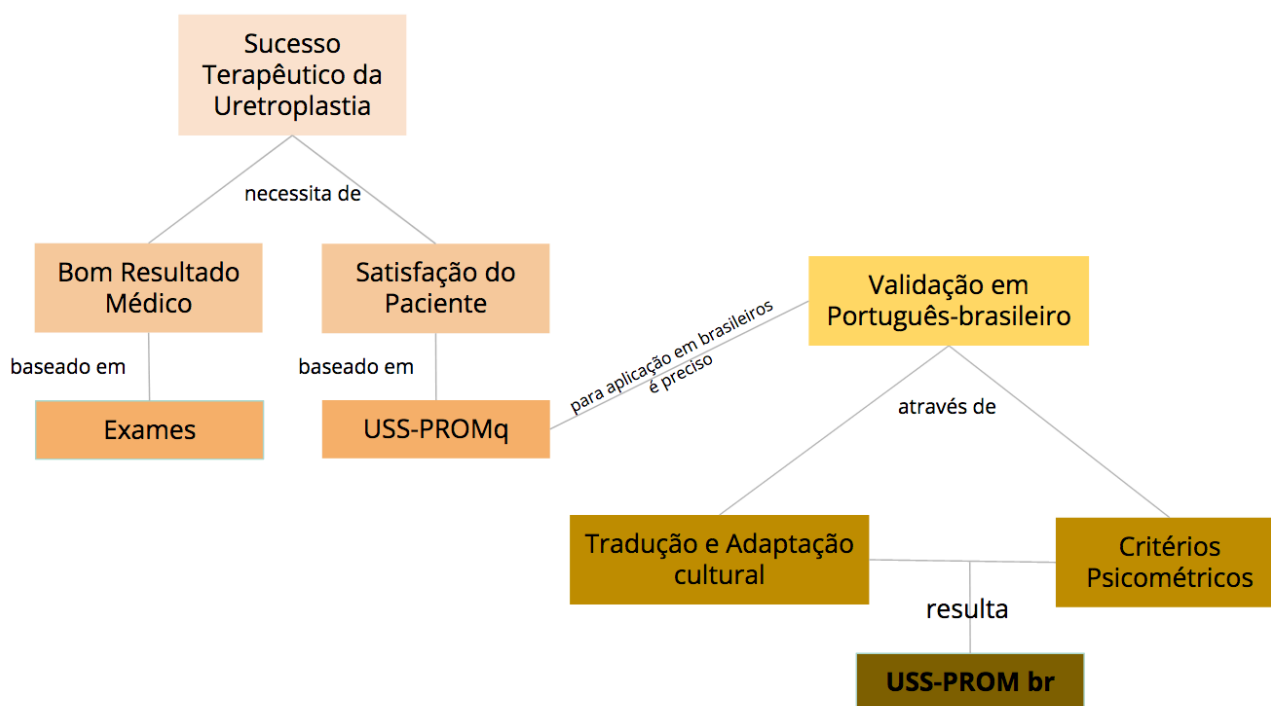 Sucesso
Terapêutico da
Uretroplastia
necessita de
Bom Resultado
Médico
Satisfação do
Paciente
baseado em
baseado em
Exames
USS-PROMq
para aplicação em brasileiros
é preciso
Validação em
Português-brasileiro
através de
Tradução e Adaptação
cultural
Critérios
Psicométricos
resulta
USS-PROM br